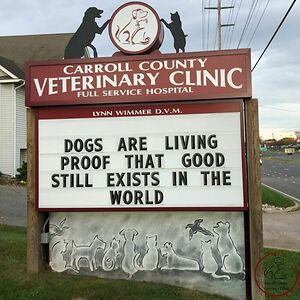 CARROLL COUNTY
VETERINARY CLINIC
FULL SERVICE HOSPITAL
LYNN WIMMER D.V.M.
DOGS ARE LIVING
PROOF THAT GOOD
STILL EXISTS IN THE
WORLD